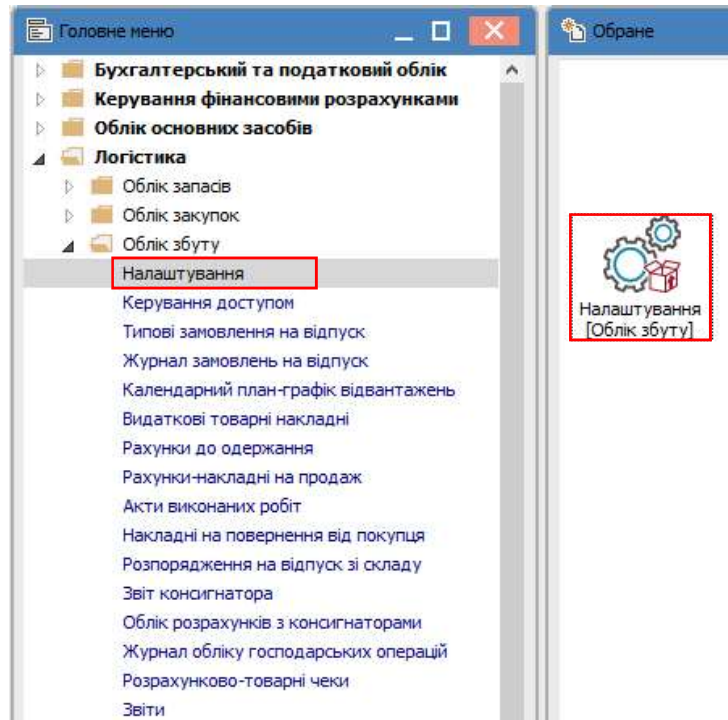 Головне меню
Бухгалтерський та податковий облік
Керування фінансовими розрахунками
Облік основних засобів
Логістика
Облік запасів
Облік закупок
Облік збуту
Налаштування
Керування доступом
Типові замовлення на відпуск
Журнал замовлень на відпуск
Календарний план-графік відвантажень
Видаткові товарні накладні
Рахунки до одержання
Рахунки-накладні на продаж
Акти виконаних робіт
Накладні на повернення від покупця
Розпорядження на відпуск зі складу
Звіт консигнатора
Облік розрахунків з консигнаторами
Журнал обліку господарських операцій
Розрахунково-товарні чеки
Звіти
Обране
Налаштування
[Облік збуту]